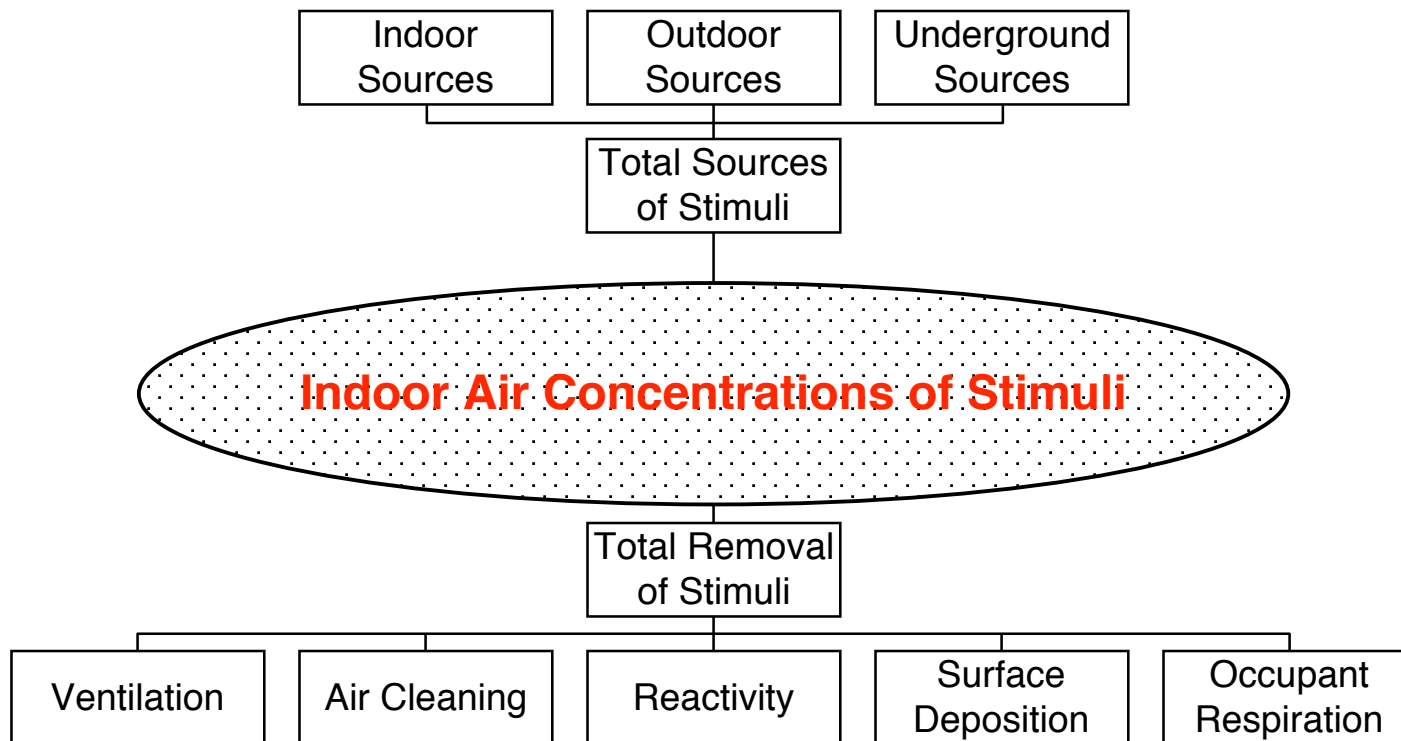 Indoor
Sources
Outdoor
Sources
Underground
Sources
Total Sources
of Stimuli
Indoor Air Concentrations of Stimuli
Total Removal
of Stimuli
Ventilation
Air Cleaning
Reactivity
Surface
Deposition
Occupant
Respiration